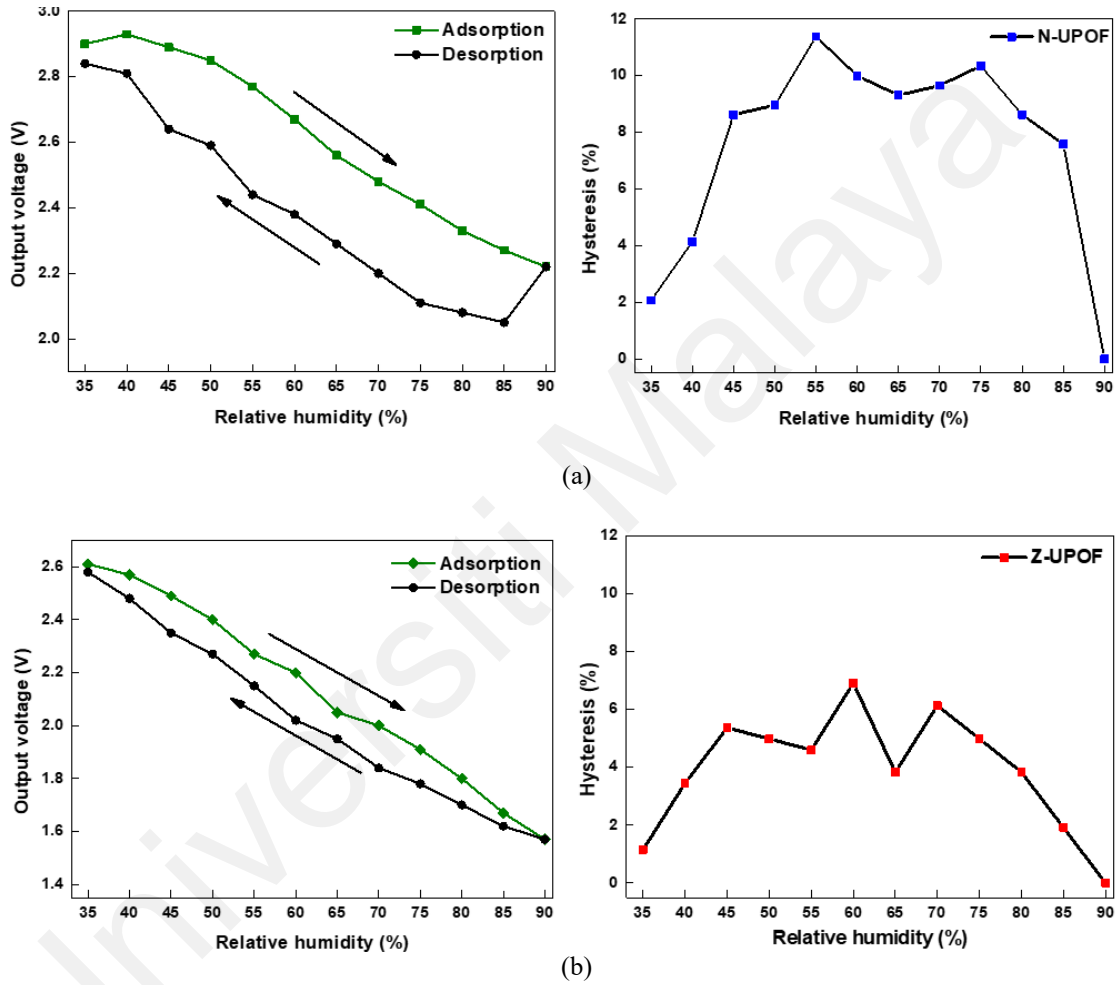 3.0
2.8
2.6
2.4
2.2
2.0
Output voltage (V)
Adsorption
Desorption
35 40 45 50 55 60 65 70 75 80 85 90
Relative humidity (%)
12
10
8
6
4
2
0
Hysteresis (%)
N-UPOF
35 40 45 50 55 60 65 70 75 80 85 90
Relative humidity (%)
(a)
2.6
2.4
2.2
2.0
1.8
1.6
1.4
Output voltage (V)
Adsorption
Desorption
35 40 45 50 55 60 65 70 75 80 85 90
Relative humidity (%)
12
10
8
6
4
2
0
Hysteresis (%)
Z-UPOF
35 40 45 50 55 60 65 70 75 80 85 90
Relative humidity (%)
(b)
Universiti Malaya